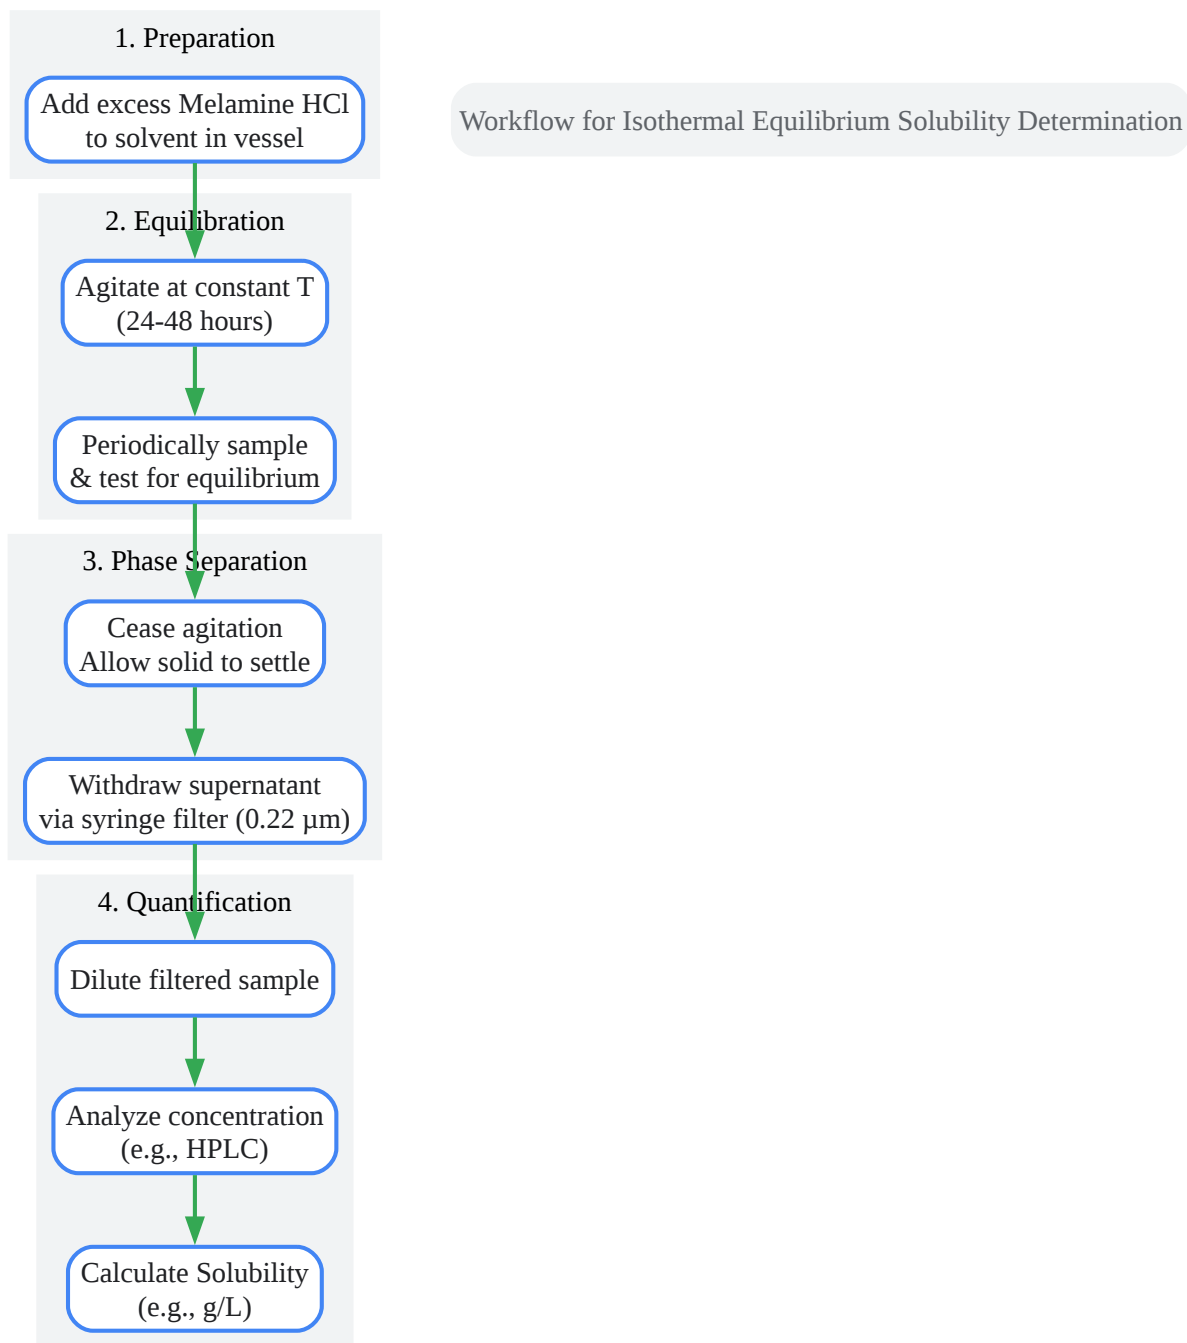 1. Preparation
Add excess Melamine HCl
to solvent in vessel
Workflow for Isothermal Equilibrium Solubility Determination
2. Equilibration
Agitate at constant T
(24-48 hours)
Periodically sample
& test for equilibrium
3. Phase Separation
Cease agitation
Allow solid to settle
Withdraw supernatant
via syringe filter (0.22 µm)
4. Quantification
Dilute filtered sample
Analyze concentration
(e.g., HPLC)
Calculate Solubility
(e.g., g/L)